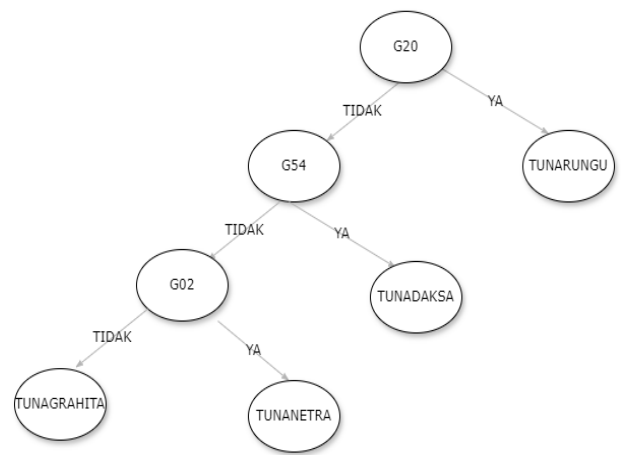 G20
TIDAK
YA
G54
TUNARUNGU
TIDAK
YA
G02
TUNADAKSA
TIDAK
YA
TUNAGRAHITA
TUNANETRA